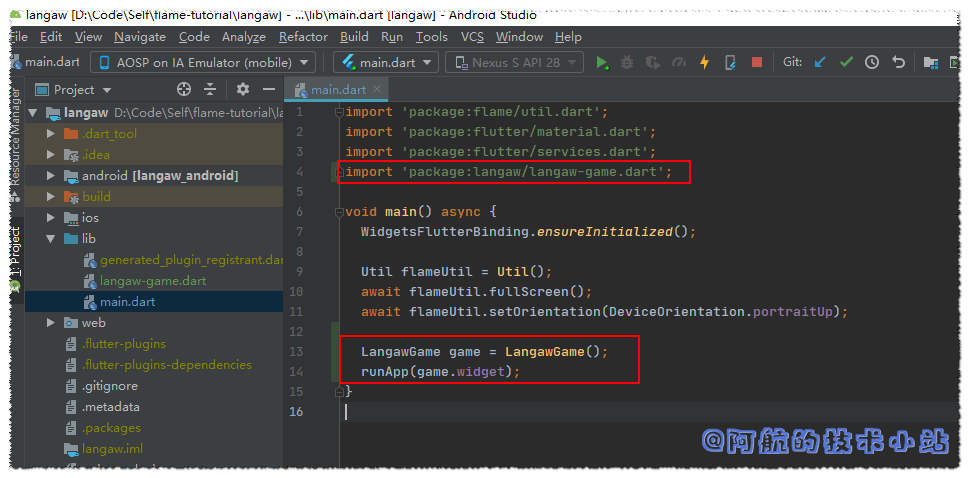 langaw [D:\Code\Self\flame-tutorial\langaw] - ...\lib\main.dart [langaw] - Android Studio
File Edit View Navigate Code Analyze Refactor Build Run Tools VCS Window Help
main.dart AOSP on IA Emulator (mobile) main.dart Nexus S API 28 Git:
Project main.dart
Resource Manager
1: Project
langaw D:\Code\Self\flame-tutorial\la
.dart_tool
.idea
android [langaw_android]
build
ios
lib
generated_plugin_registrant.dar
langaw-game.dart
main.dart
web
.flutter-plugins
.flutter-plugins-dependencies
.gitignore
.metadata
.packages
langaw.iml
1 import 'package:flame/util.dart';
2 import 'package:flutter/material.dart';
3 import 'package:flutter/services.dart';
4 import 'package:langaw/langaw-game.dart';
5
6 void main() async {
7 WidgetsFlutterBinding.ensureInitialized();
8
9 Util flameUtil = Util();
10 await flameUtil.fullScreen();
11 await flameUtil.setOrientation(DeviceOrientation.portraitUp);
12
13 LangawGame game = LangawGame();
14 runApp(game.widget);
15 }
16
@阿航的技术小站